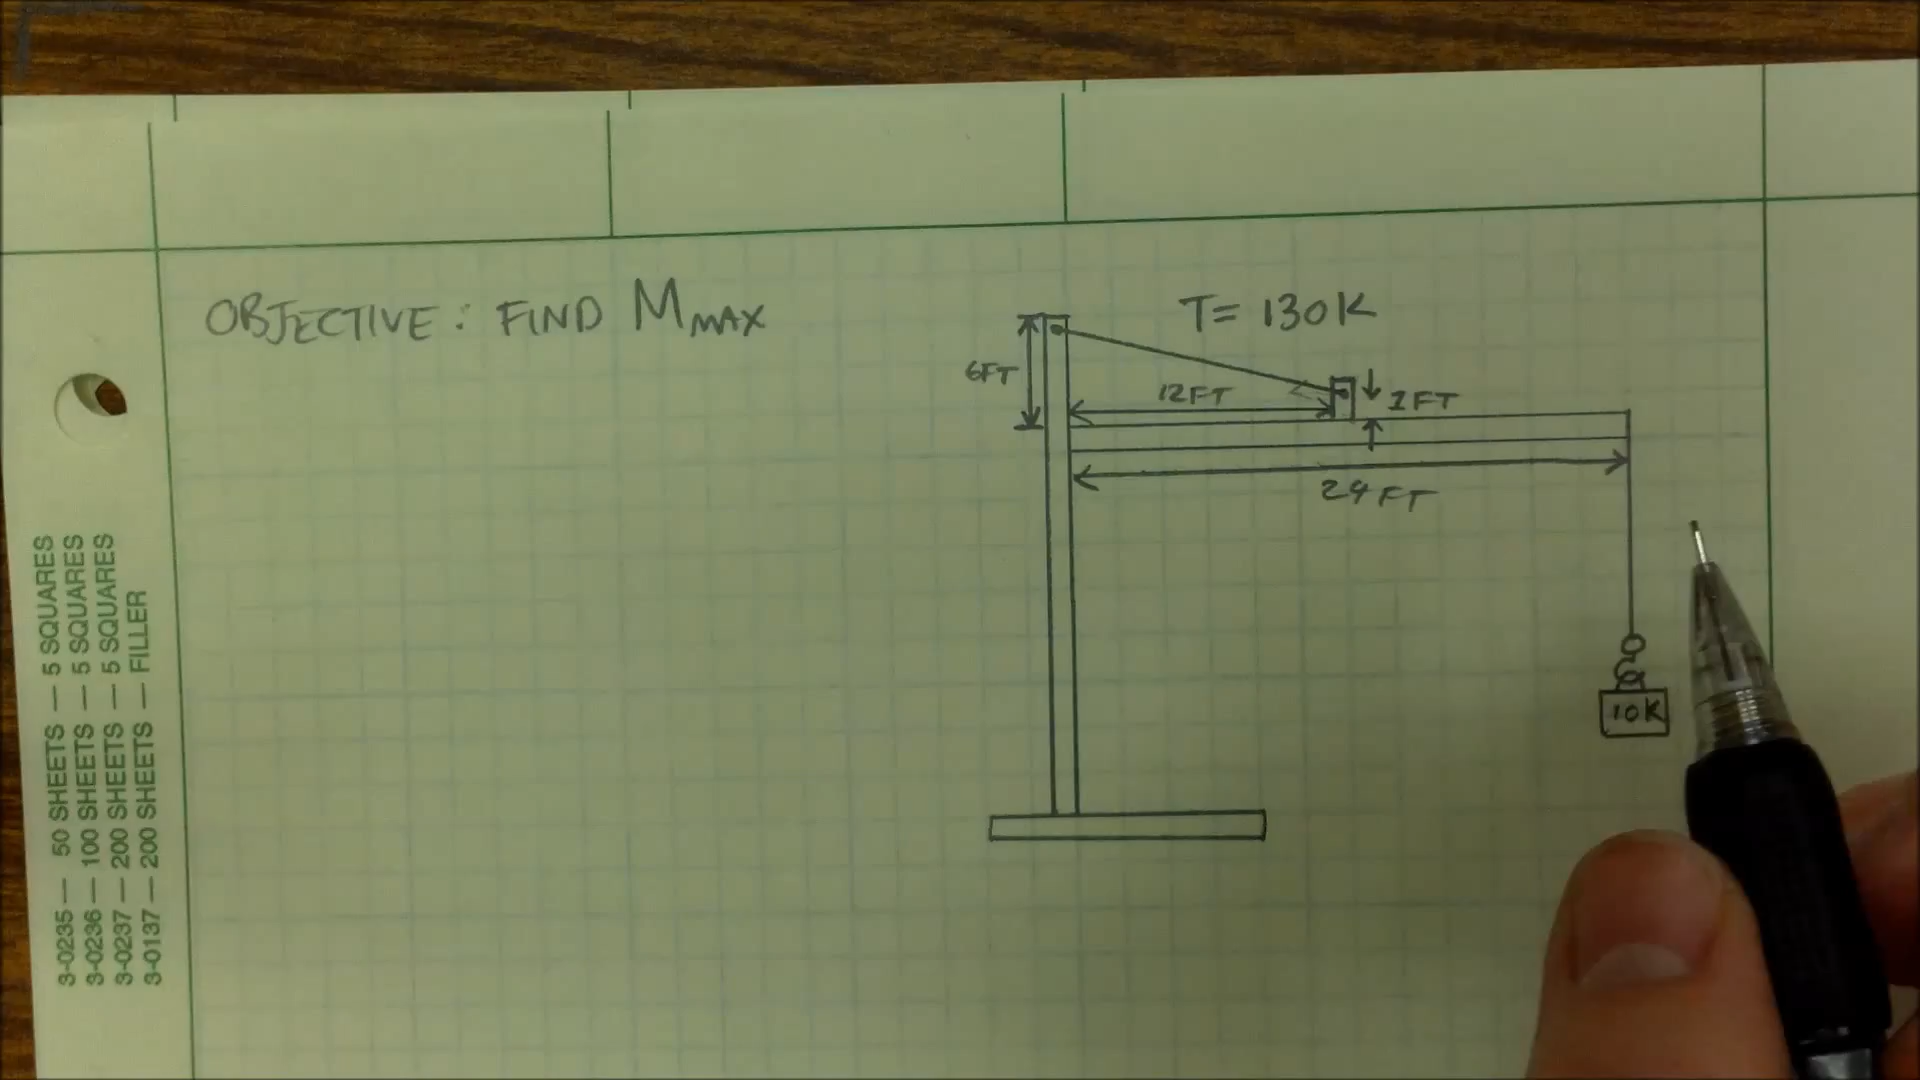 OBJECTIVE: FIND MMAX
T= 130K
6FT
12FT
1FT
24FT
10K
3-0235 — 50 SHEETS — 5 SQUARES
3-0236 — 100 SHEETS — 5 SQUARES
3-0237 — 200 SHEETS — 5 SQUARES
3-0137 — 200 SHEETS — FILLER